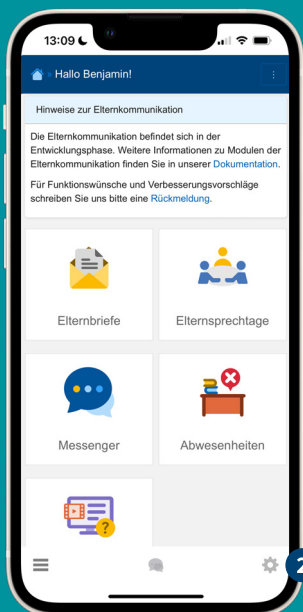 13:09
» Hallo Benjamin!
Hinweise zur Elternkommunikation
Die Elternkommunikation befindet sich in der
Entwicklungsphase. Weitere Informationen zu Modulen der
Elternkommunikation finden Sie in unserer Dokumentation.
Für Funktionswünsche und Verbesserungsvorschläge
schreiben Sie uns bitte eine Rückmeldung.
Elternbriefe
Elternsprechtage
Messenger
Abwesenheiten
?
2